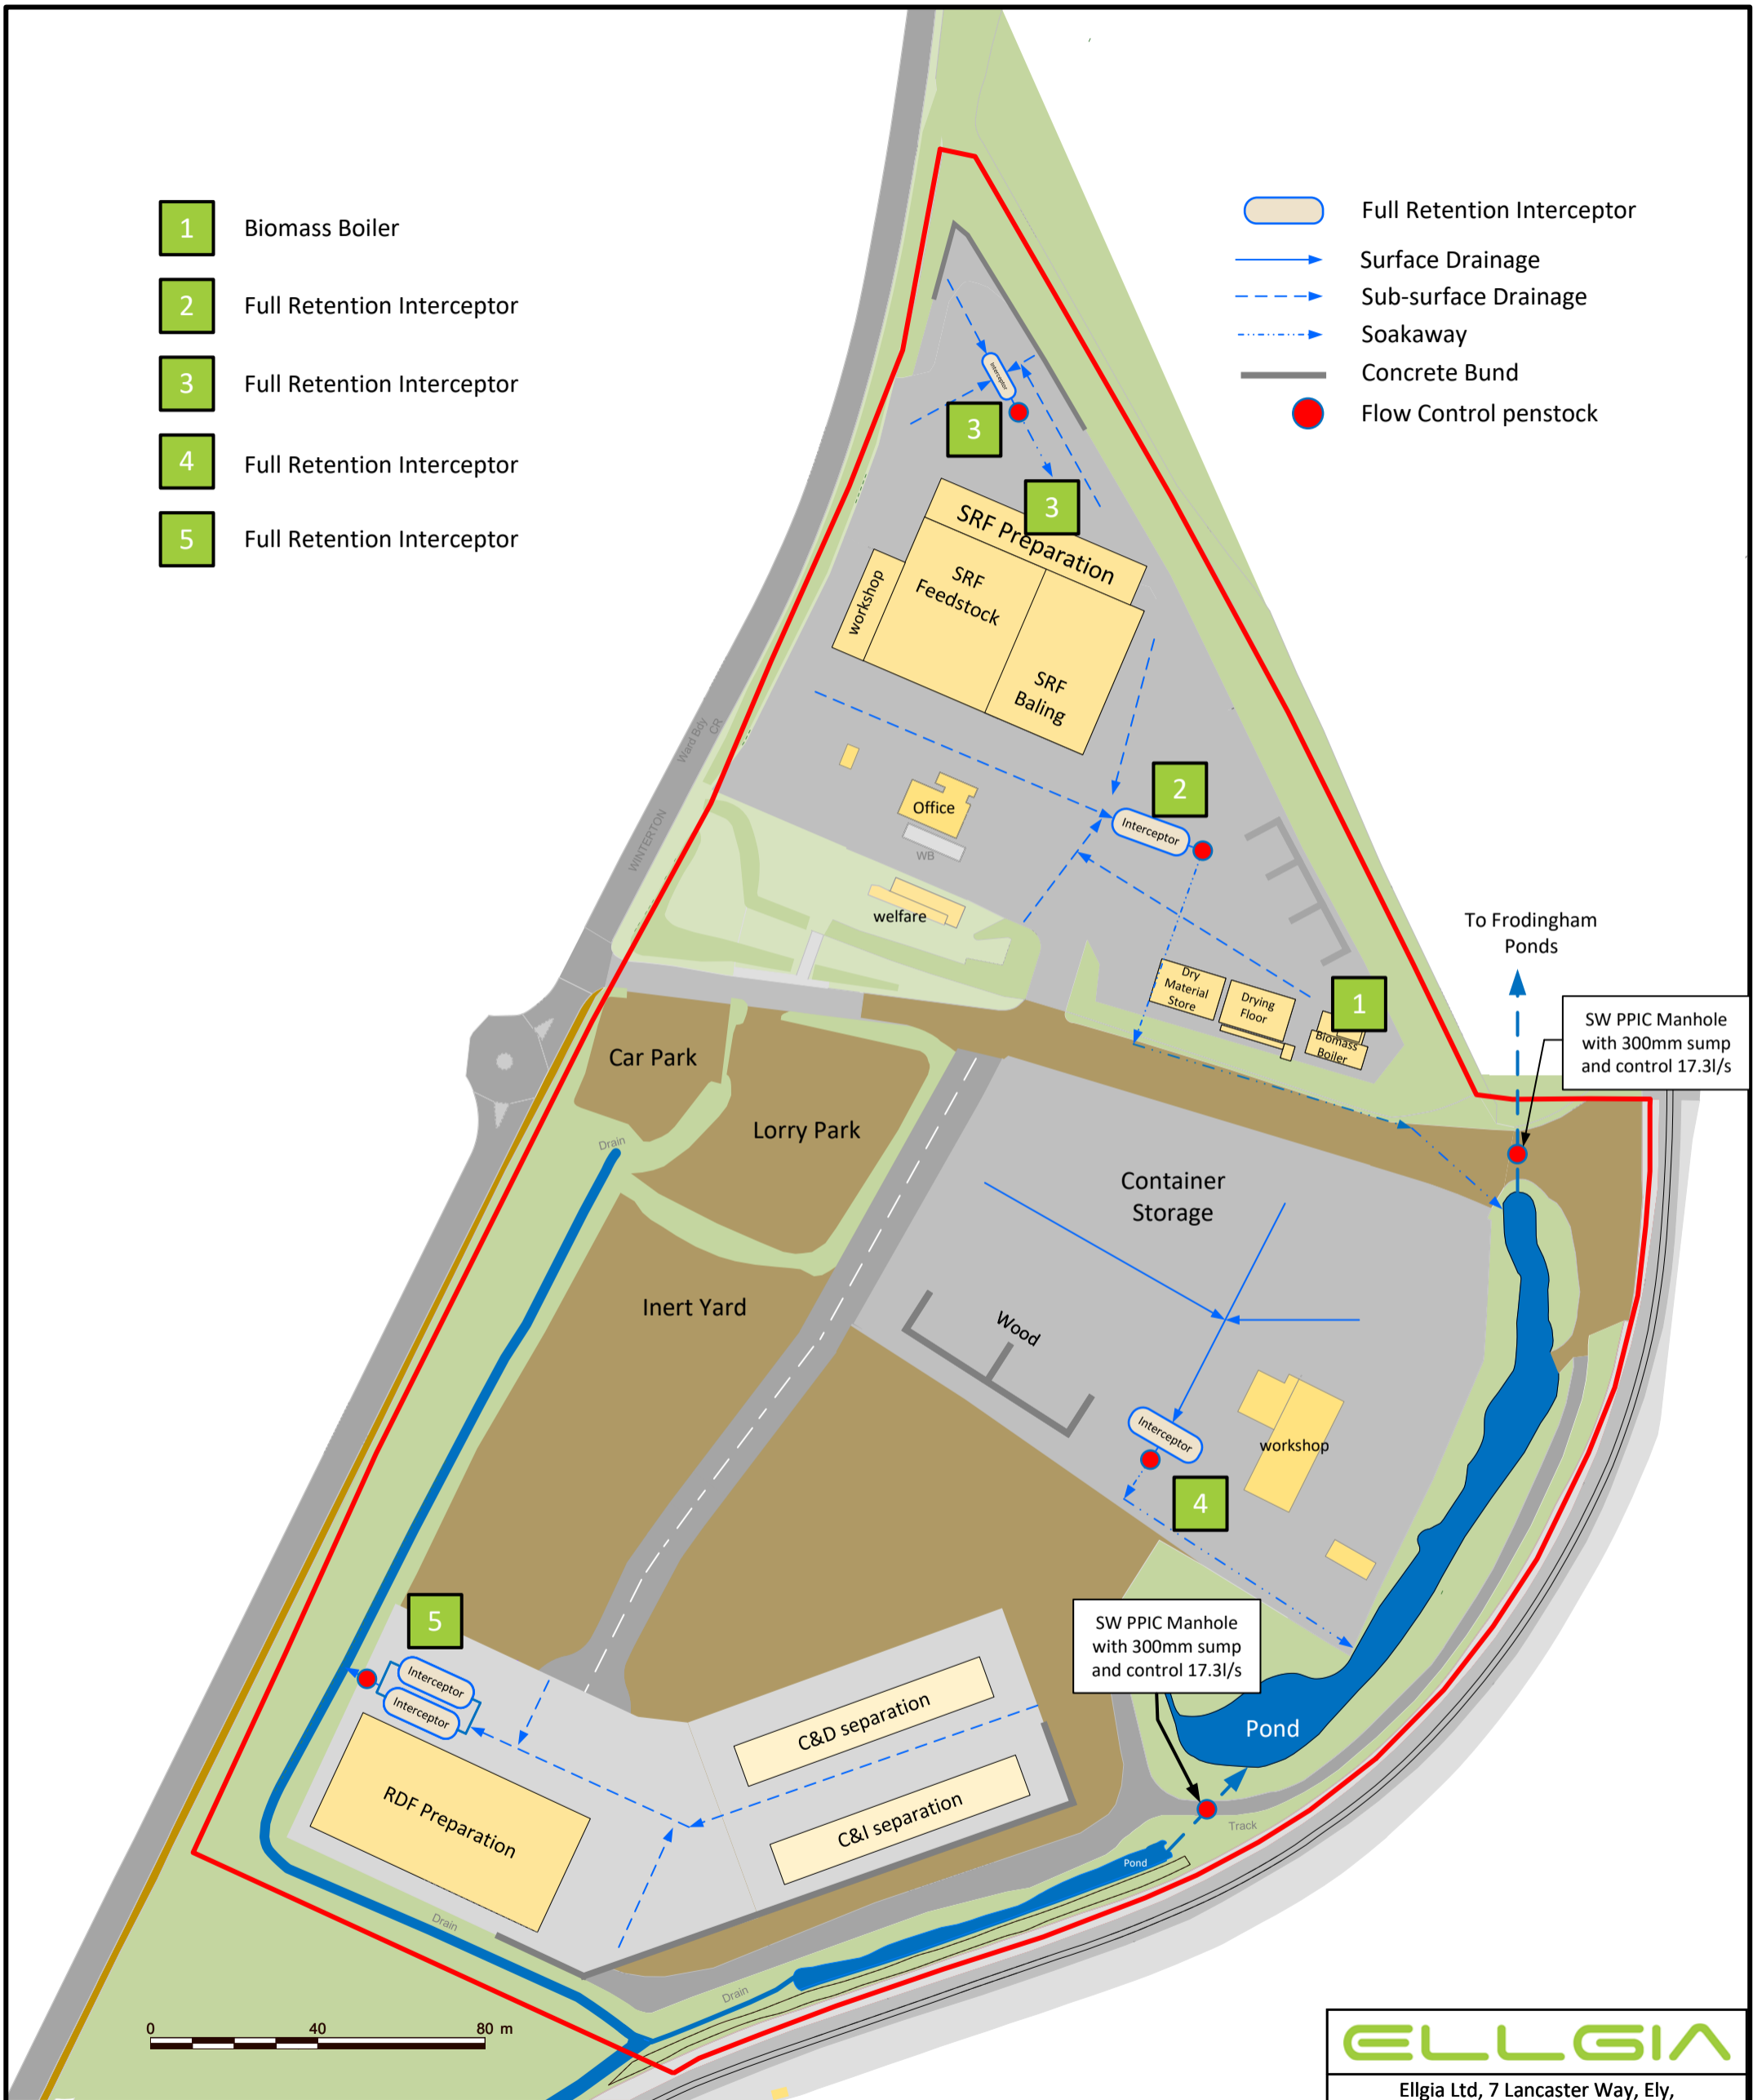 1 Biomass Boiler
2 Full Retention Interceptor
3 Full Retention Interceptor
4 Full Retention Interceptor
5 Full Retention Interceptor
Full Retention Interceptor
Surface Drainage
Sub-surface Drainage
Soakaway
Concrete Bund
Flow Control penstock
Interceptor
3
3
SRF Preparation
SRF
Feedstock
workshop
SRF
Baling
Ward Bdy
CR
WINTERTON
2
Interceptor
Office
WB
welfare
To Frodingham
Ponds
Dry
Material
Store
Drying
Floor
1
Biomass
Boiler
SW PPIC Manhole
with 300mm sump
and control 17.3l/s
Car Park
Lorry Park
Drain
Container
Storage
Inert Yard
Wood
Interceptor
workshop
4
5
Interceptor
Interceptor
SW PPIC Manhole
with 300mm sump
and control 17.3l/s
C&D separation
Pond
RDF Preparation
C&I separation
Track
Pond
Drain
Drain
0 40 80 m
ELLGIA
Ellgia Ltd, 7 Lancaster Way, Ely,